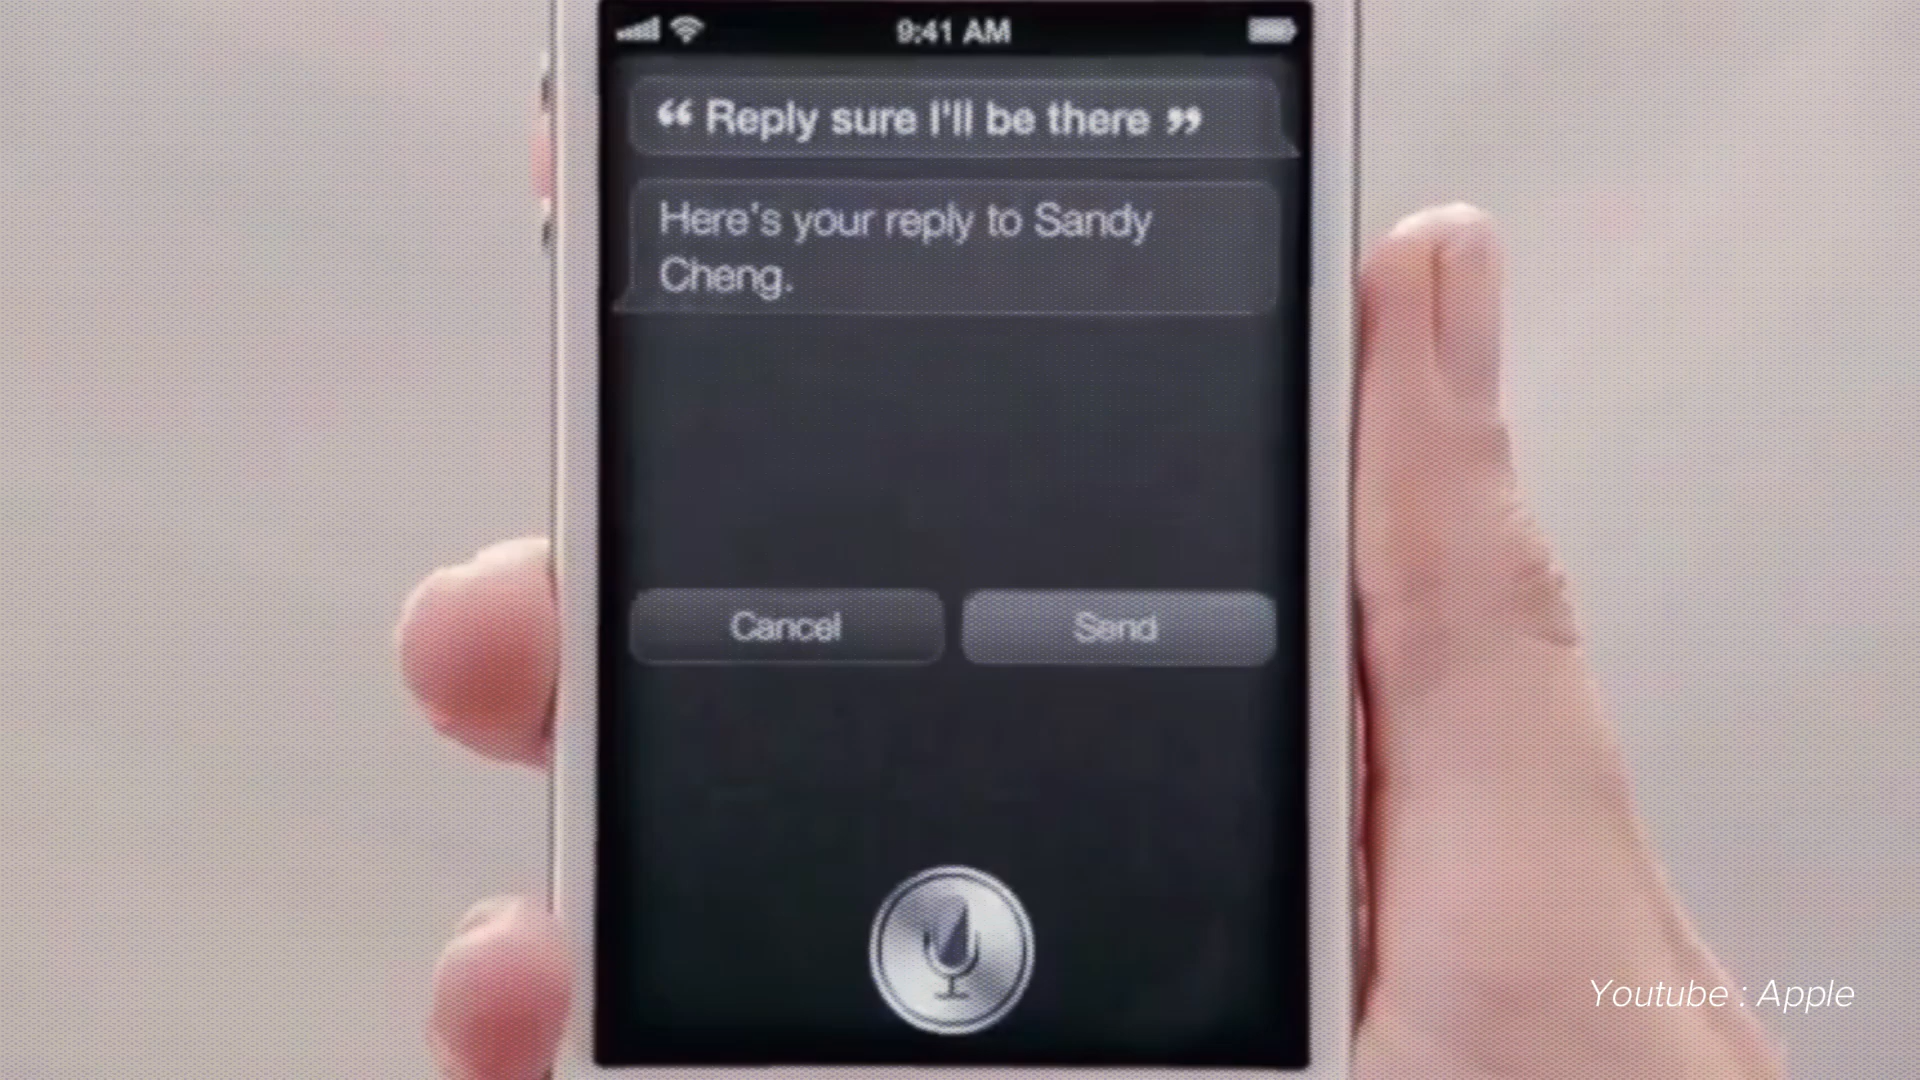 9:41 AM
“ Reply sure I'll be there ”
Here's your reply to Sandy
Cheng.
Cancel
Send
Youtube : Apple